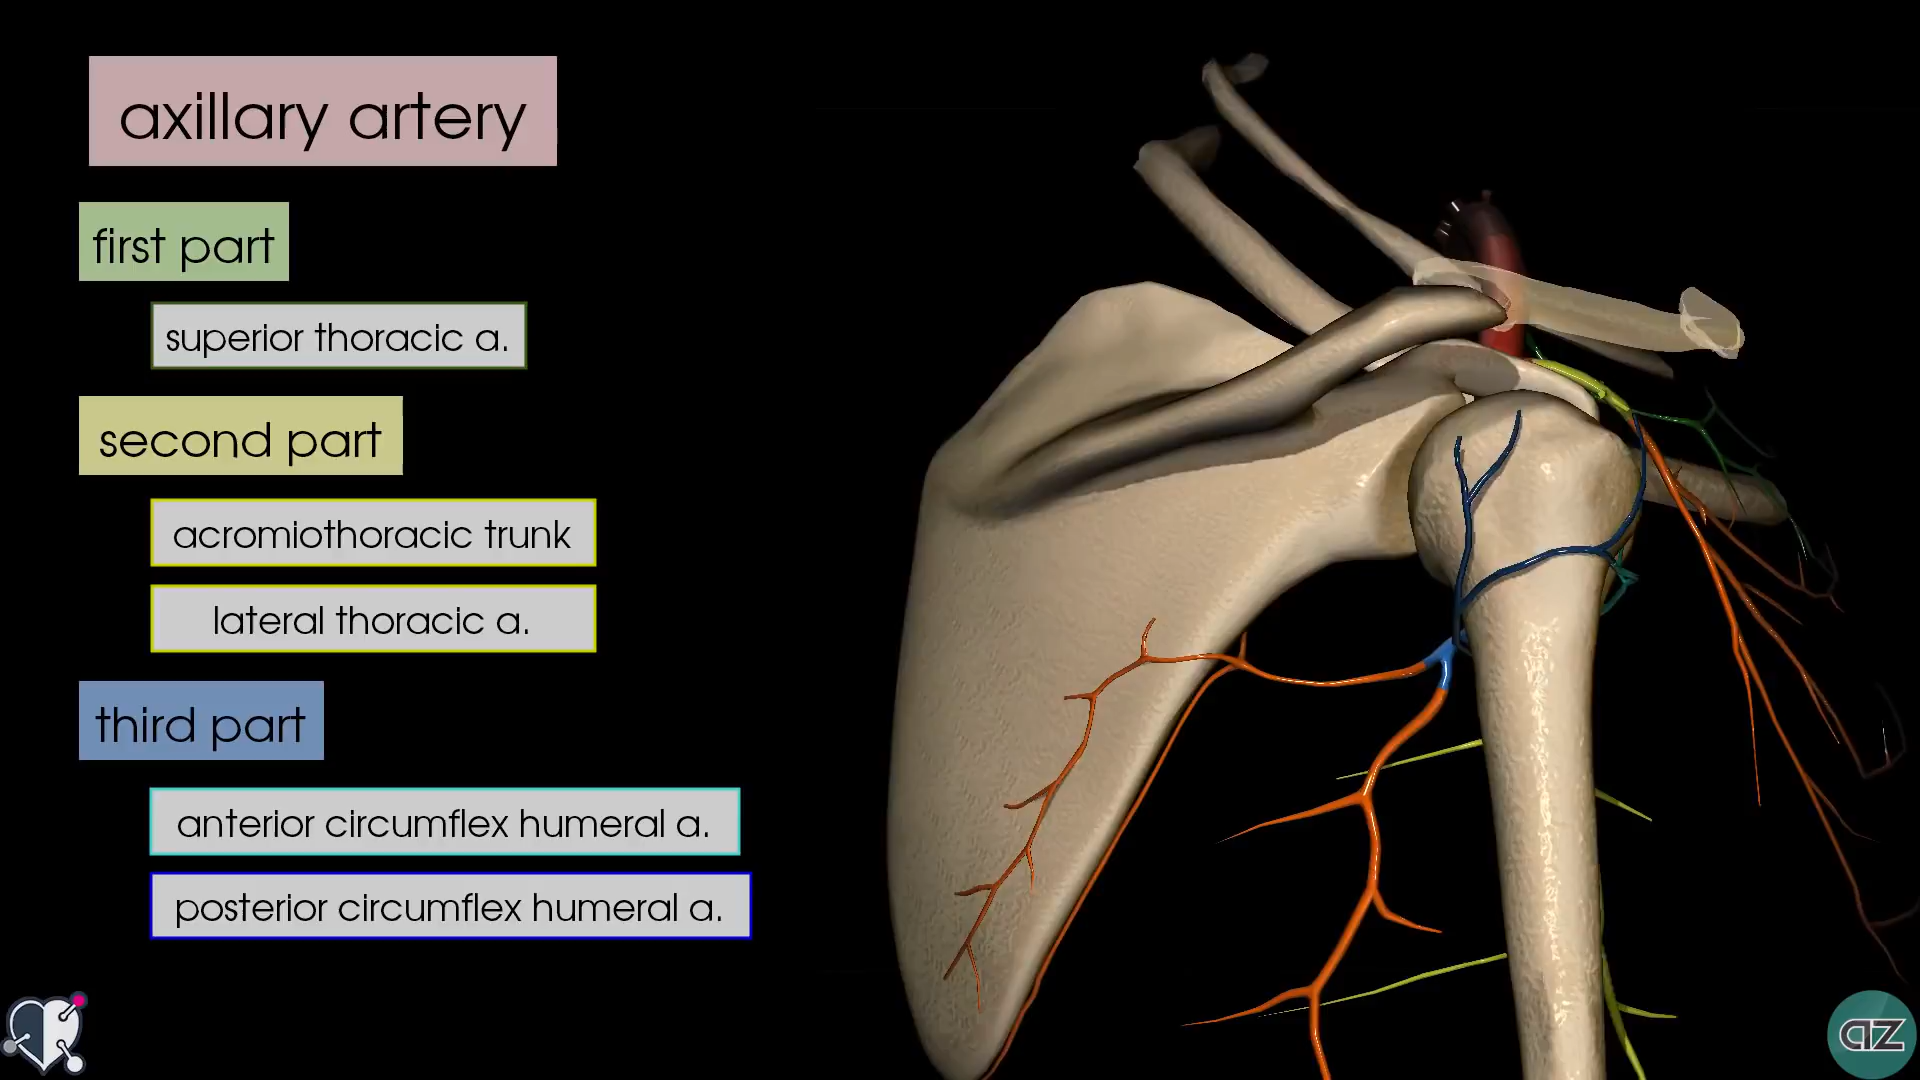 axillary artery
first part
superior thoracic a.
second part
acromiothoracic trunk
lateral thoracic a.
third part
anterior circumflex humeral a.
posterior circumflex humeral a.
az